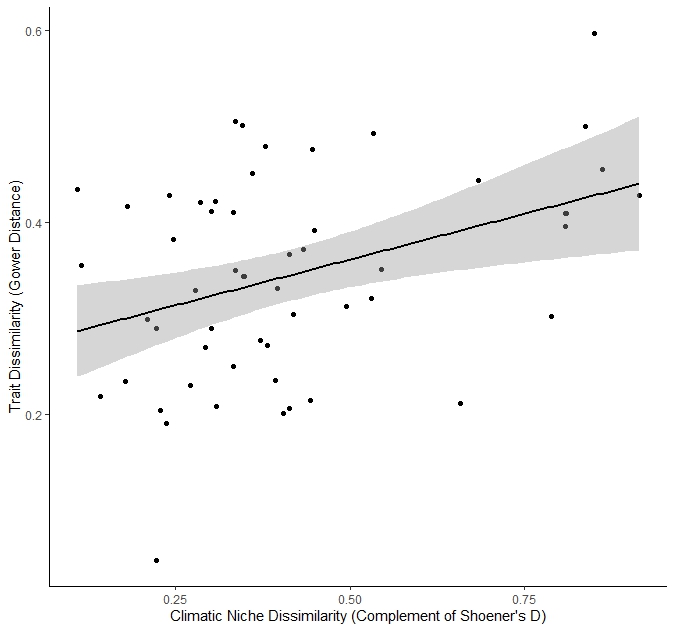 Trait Dissimilarity (Gower Distance)
0.6
0.4
0.2
0.25 0.50 0.75
Climatic Niche Dissimilarity (Complement of Shoener's D)